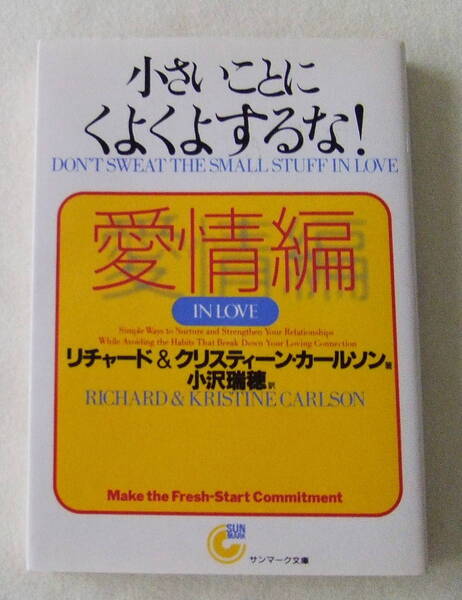 小さいことに
くよくよするな!
DON'T SWEAT THE SMALL STUFF IN LOVE
愛情編
IN LOVE
Simple Ways to Nurture and Strengthen Your Relationships
While Avoiding the Habits That Break Down Your Loving Connection
リチャード&クリスティーン・カールソン 著
小沢瑞穂 訳
RICHARD & KRISTINE CARLSON
Make the Fresh-Start Commitment
SUN
MARK
サンマーク文庫